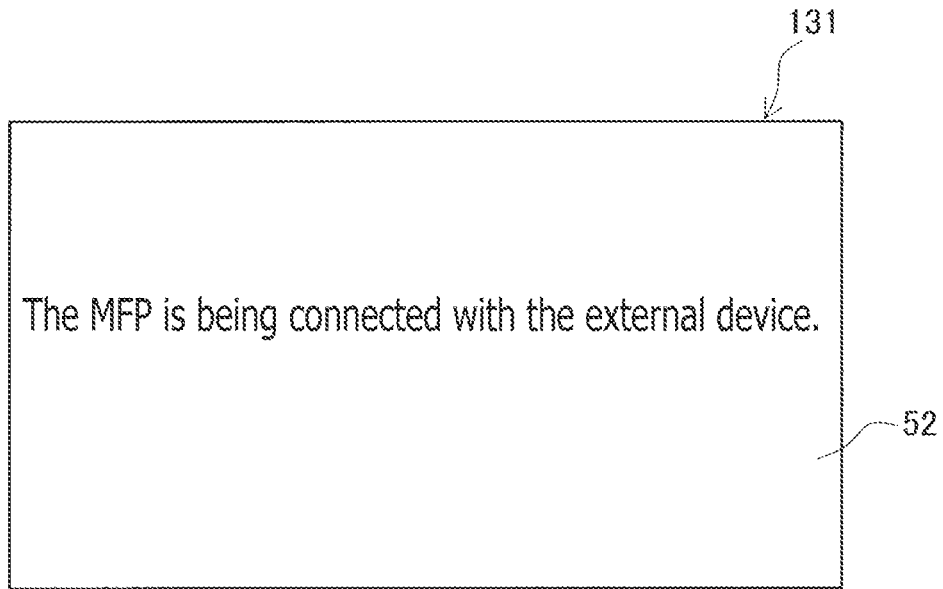 131
The MFP is being connected with the external device.
52